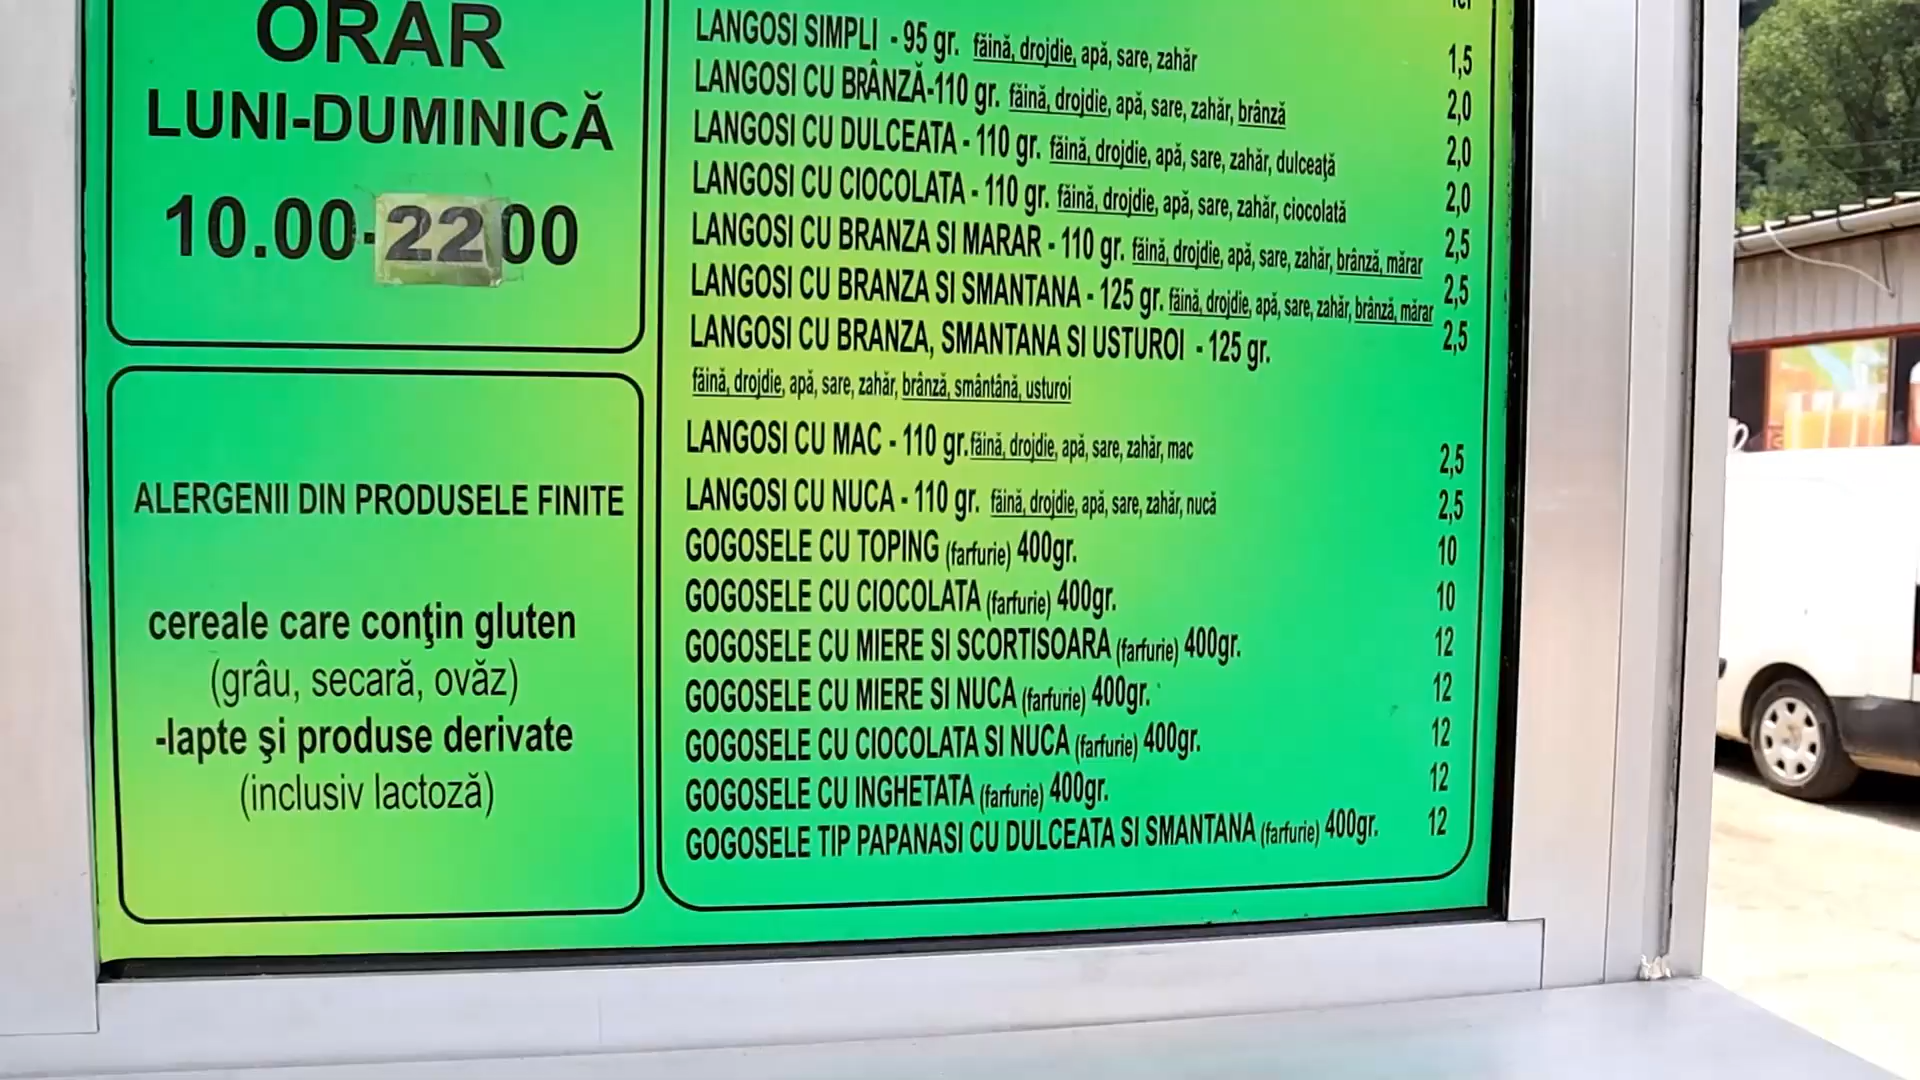 ORAR
LUNI-DUMINICĂ
10.00-22 00
ALERGENII DIN PRODUSELE FINITE
cereale care conţin gluten
(grâu, secară, ovăz)
-lapte şi produse derivate
(inclusiv lactoză)
lei
LANGOSI SIMPLI - 95 gr. făină, drojdie, apă, sare, zahăr 1,5
LANGOSI CU BRÂNZĂ-110 gr. făină, drojdie, apă, sare, zahăr, brânză 2,0
LANGOSI CU DULCEATA - 110 gr. făină, drojdie, apă, sare, zahăr, dulceaţă 2,0
LANGOSI CU CIOCOLATA - 110 gr. făină, drojdie, apă, sare, zahăr, ciocolată 2,0
LANGOSI CU BRANZA SI MARAR - 110 gr. făină, drojdie, apă, sare, zahăr, brânză, mărar 2,5
LANGOSI CU BRANZA SI SMANTANA - 125 gr. făină, drojdie, apă, sare, zahăr, brânză, mărar 2,5
LANGOSI CU BRANZA, SMANTANA SI USTUROI - 125 gr. 2,5
făină, drojdie, apă, sare, zahăr, brânză, smântână, usturoi
LANGOSI CU MAC - 110 gr.făină, drojdie, apă, sare, zahăr, mac 2,5
LANGOSI CU NUCA - 110 gr. făină, drojdie, apă, sare, zahăr, nucă 2,5
GOGOSELE CU TOPING (farfurie) 400gr. 10
GOGOSELE CU CIOCOLATA (farfurie) 400gr. 10
GOGOSELE CU MIERE SI SCORTISOARA (farfurie) 400gr. 12
GOGOSELE CU MIERE SI NUCA (farfurie) 400gr. 12
GOGOSELE CU CIOCOLATA SI NUCA (farfurie) 400gr. 12
GOGOSELE CU INGHETATA (farfurie) 400gr. 12
GOGOSELE TIP PAPANASI CU DULCEATA SI SMANTANA (farfurie) 400gr. 12